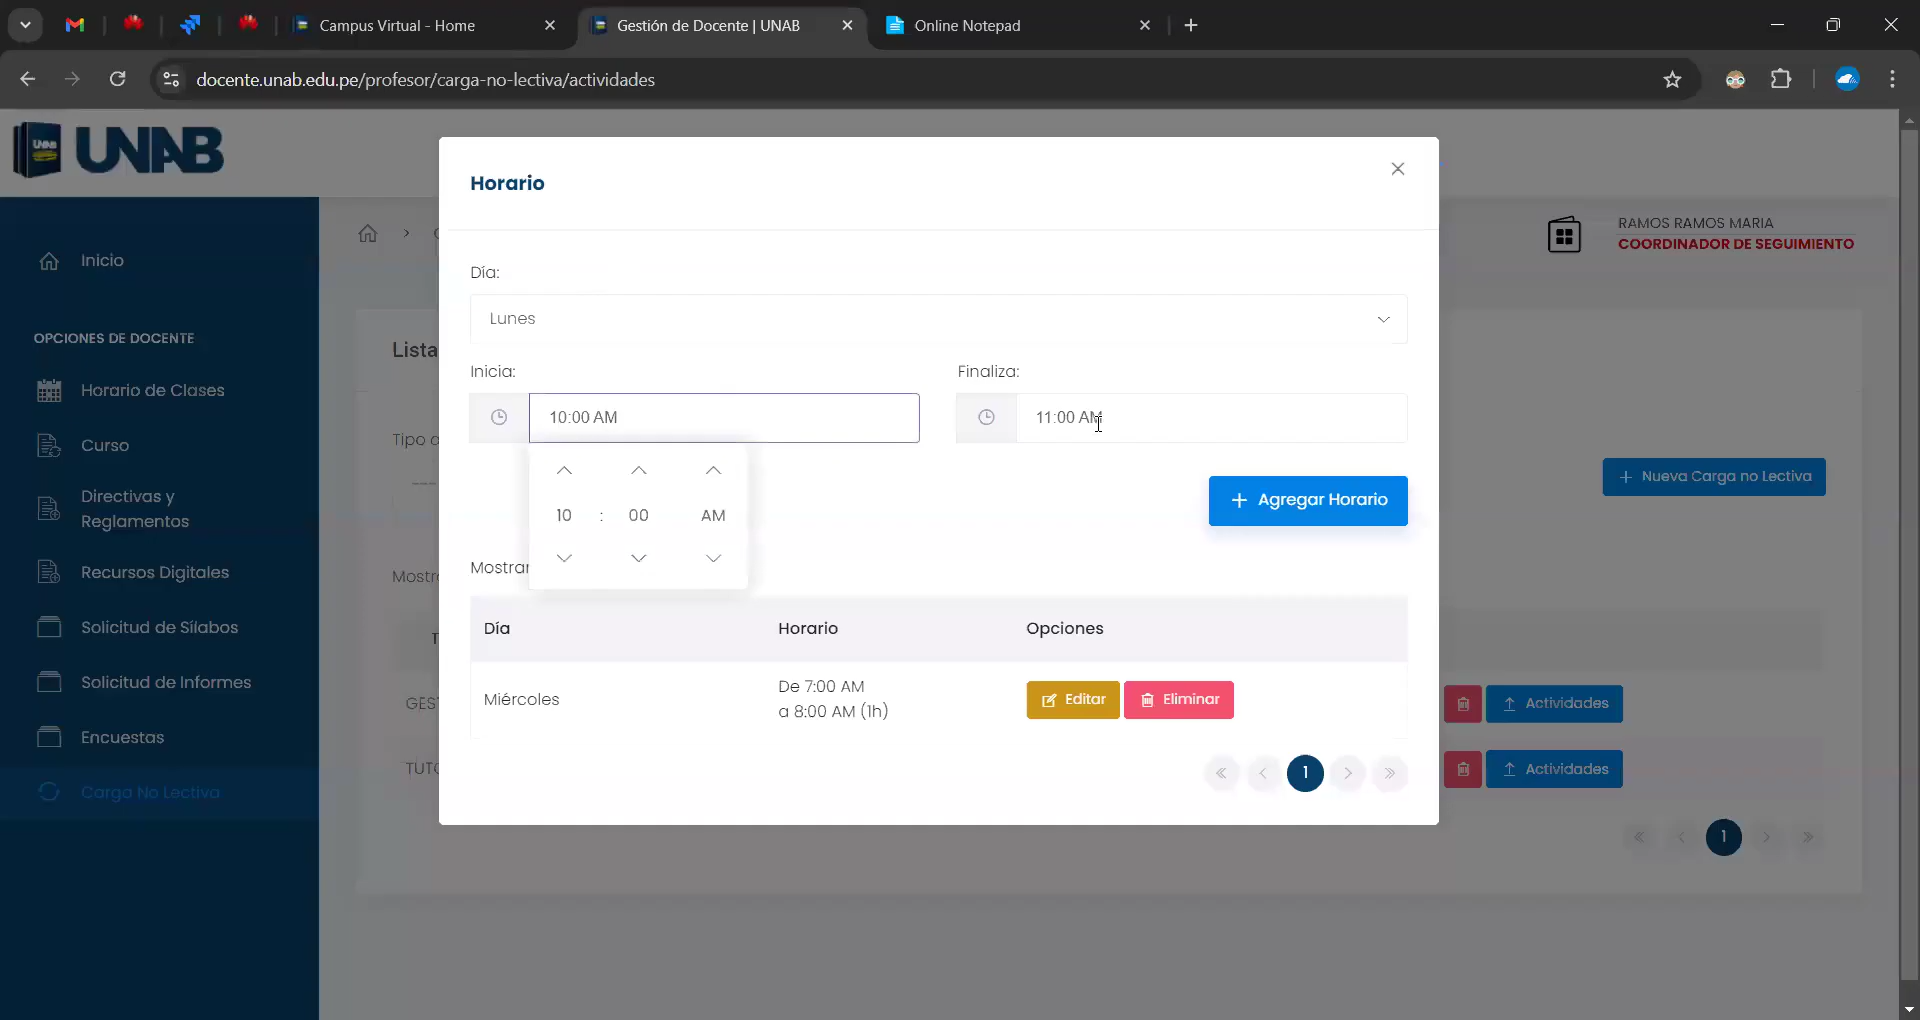 Campus Virtual - Home
Gestión de Docente | UNAB
Online Notepad
docente.unab.edu.pe/profesor/carga-no-lectiva/actividades
UNAB
RAMOS RAMOS MARIA
COORDINADOR DE SEGUIMIENTO
Inicio
OPCIONES DE DOCENTE
Horario de Clases
Curso
Directivas y
Reglamentos
Recursos Digitales
Solicitud de Sílabos
Solicitud de Informes
Encuestas
Carga No Lectiva
Lista
Tipo
Nueva Carga no Lectiva
Mostr
GES
Actividades
TUT
Actividades
1
Horario
Día:
Lunes
Inicia:
Finaliza:
10:00 AM
11:00 AM
10 : 00 AM
Agregar Horario
Mostrar
Día Horario Opciones
Miércoles
De 7:00 AM
a 8:00 AM (1h)
Editar
Eliminar
1